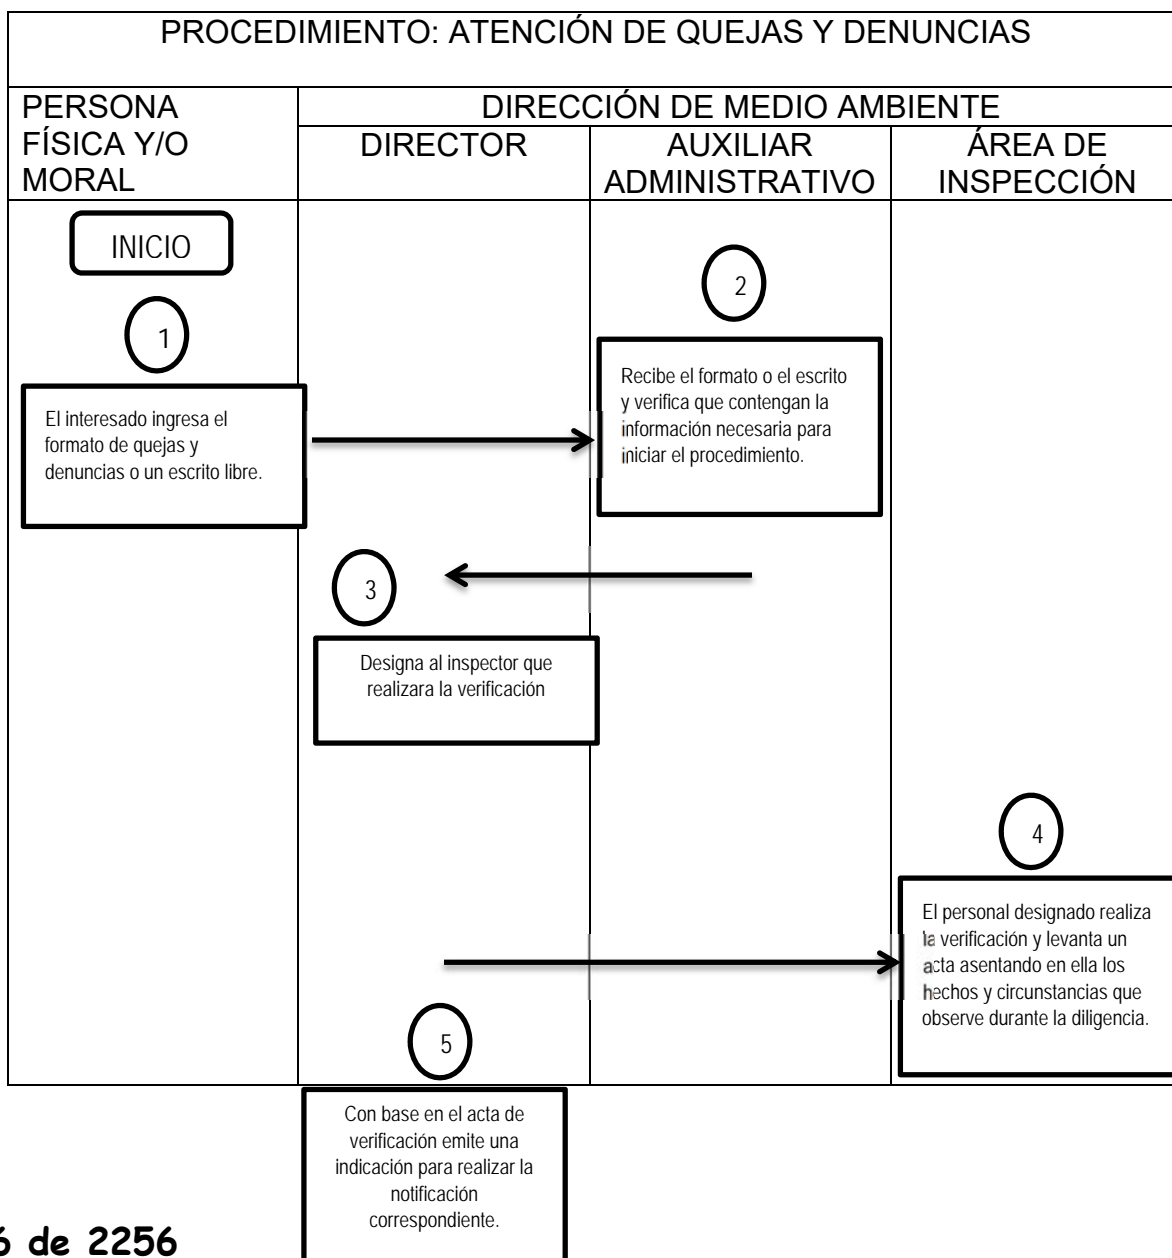 PROCEDIMIENTO: ATENCIÓN DE QUEJAS Y DENUNCIAS
PERSONA
FÍSICA Y/O
MORAL
DIRECCIÓN DE MEDIO AMBIENTE
DIRECTOR
AUXILIAR
ADMINISTRATIVO
ÁREA DE
INSPECCIÓN
INICIO
1
El interesado ingresa el
formato de quejas y
denuncias o un escrito libre.
2
Recibe el formato o el escrito
y verifica que contengan la
información necesaria para
iniciar el procedimiento.
3
Designa al inspector que
realizara la verificación
4
El personal designado realiza
la verificación y levanta un
acta asentando en ella los
hechos y circunstancias que
observe durante la diligencia.
5
Con base en el acta de
verificación emite una
indicación para realizar la
notificación
correspondiente.
de 2256